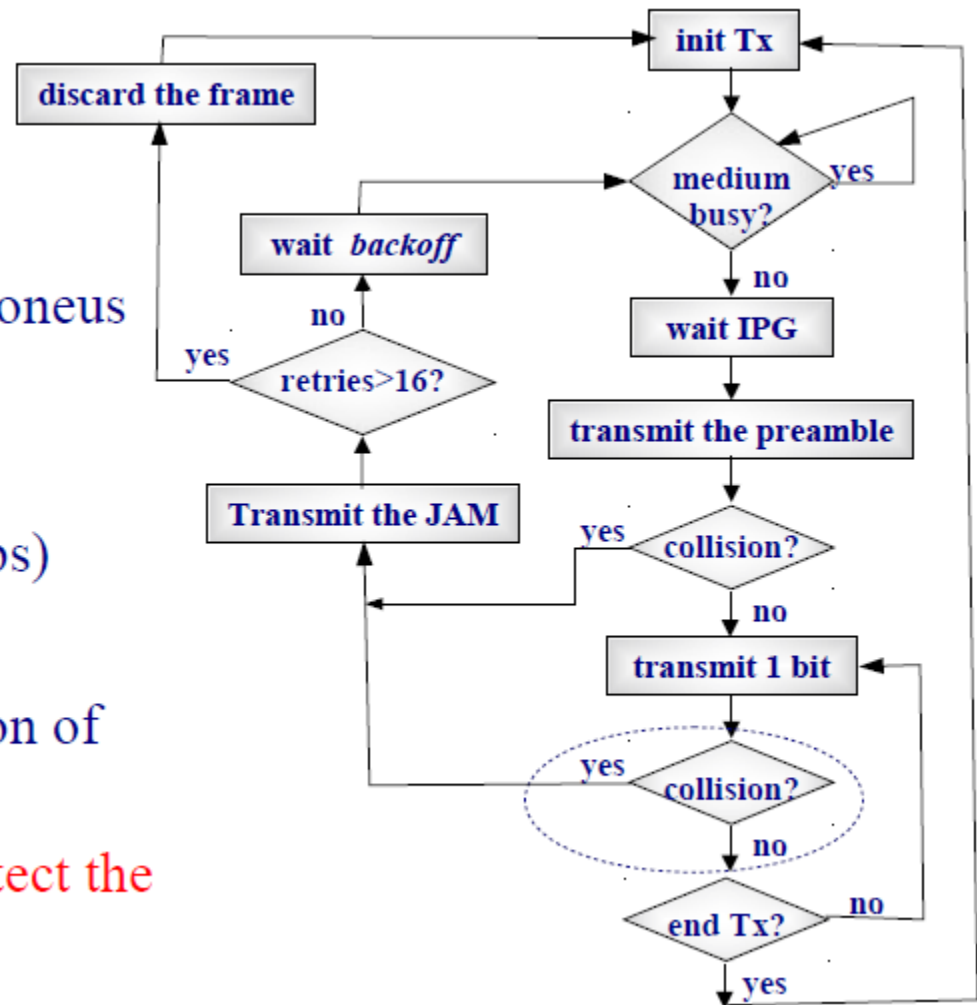 init Tx
discard the frame
medium
busy?
yes
wait backoff
no
wait IPG
oneus
no
yes
retries>16?
transmit the preamble
Transmit the JAM
yes
collision?
os)
no
transmit 1 bit
on of
yes
collision?
no
tect the
end Tx?
no
yes